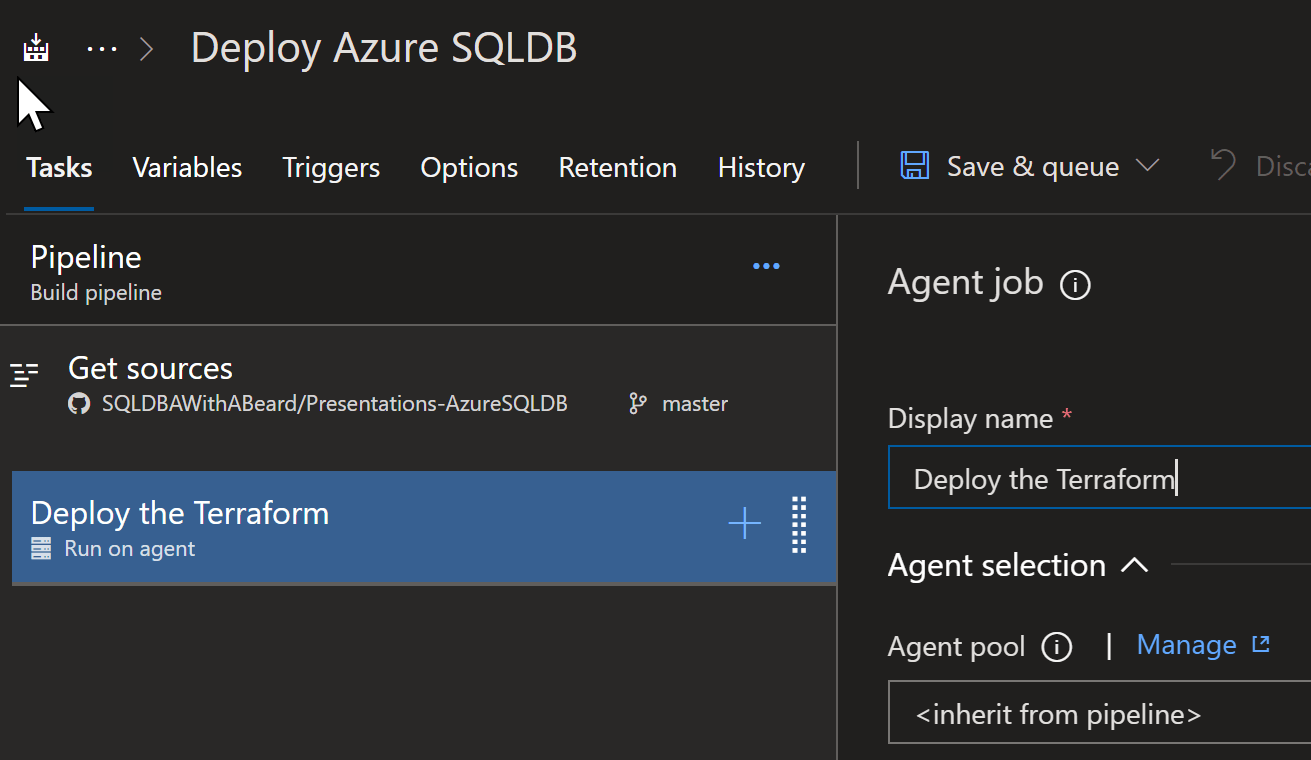 Deploy Azure SQLDB
Tasks Variables Triggers Options Retention History Save & queue
Pipeline
Build pipeline
Get sources
SQLDBAWithABeard/Presentations-AzureSQLDB master
Deploy the Terraform
Run on agent
Agent job
Display name *
Deploy the Terraform
Agent selection
Agent pool | Manage
<inherit from pipeline>